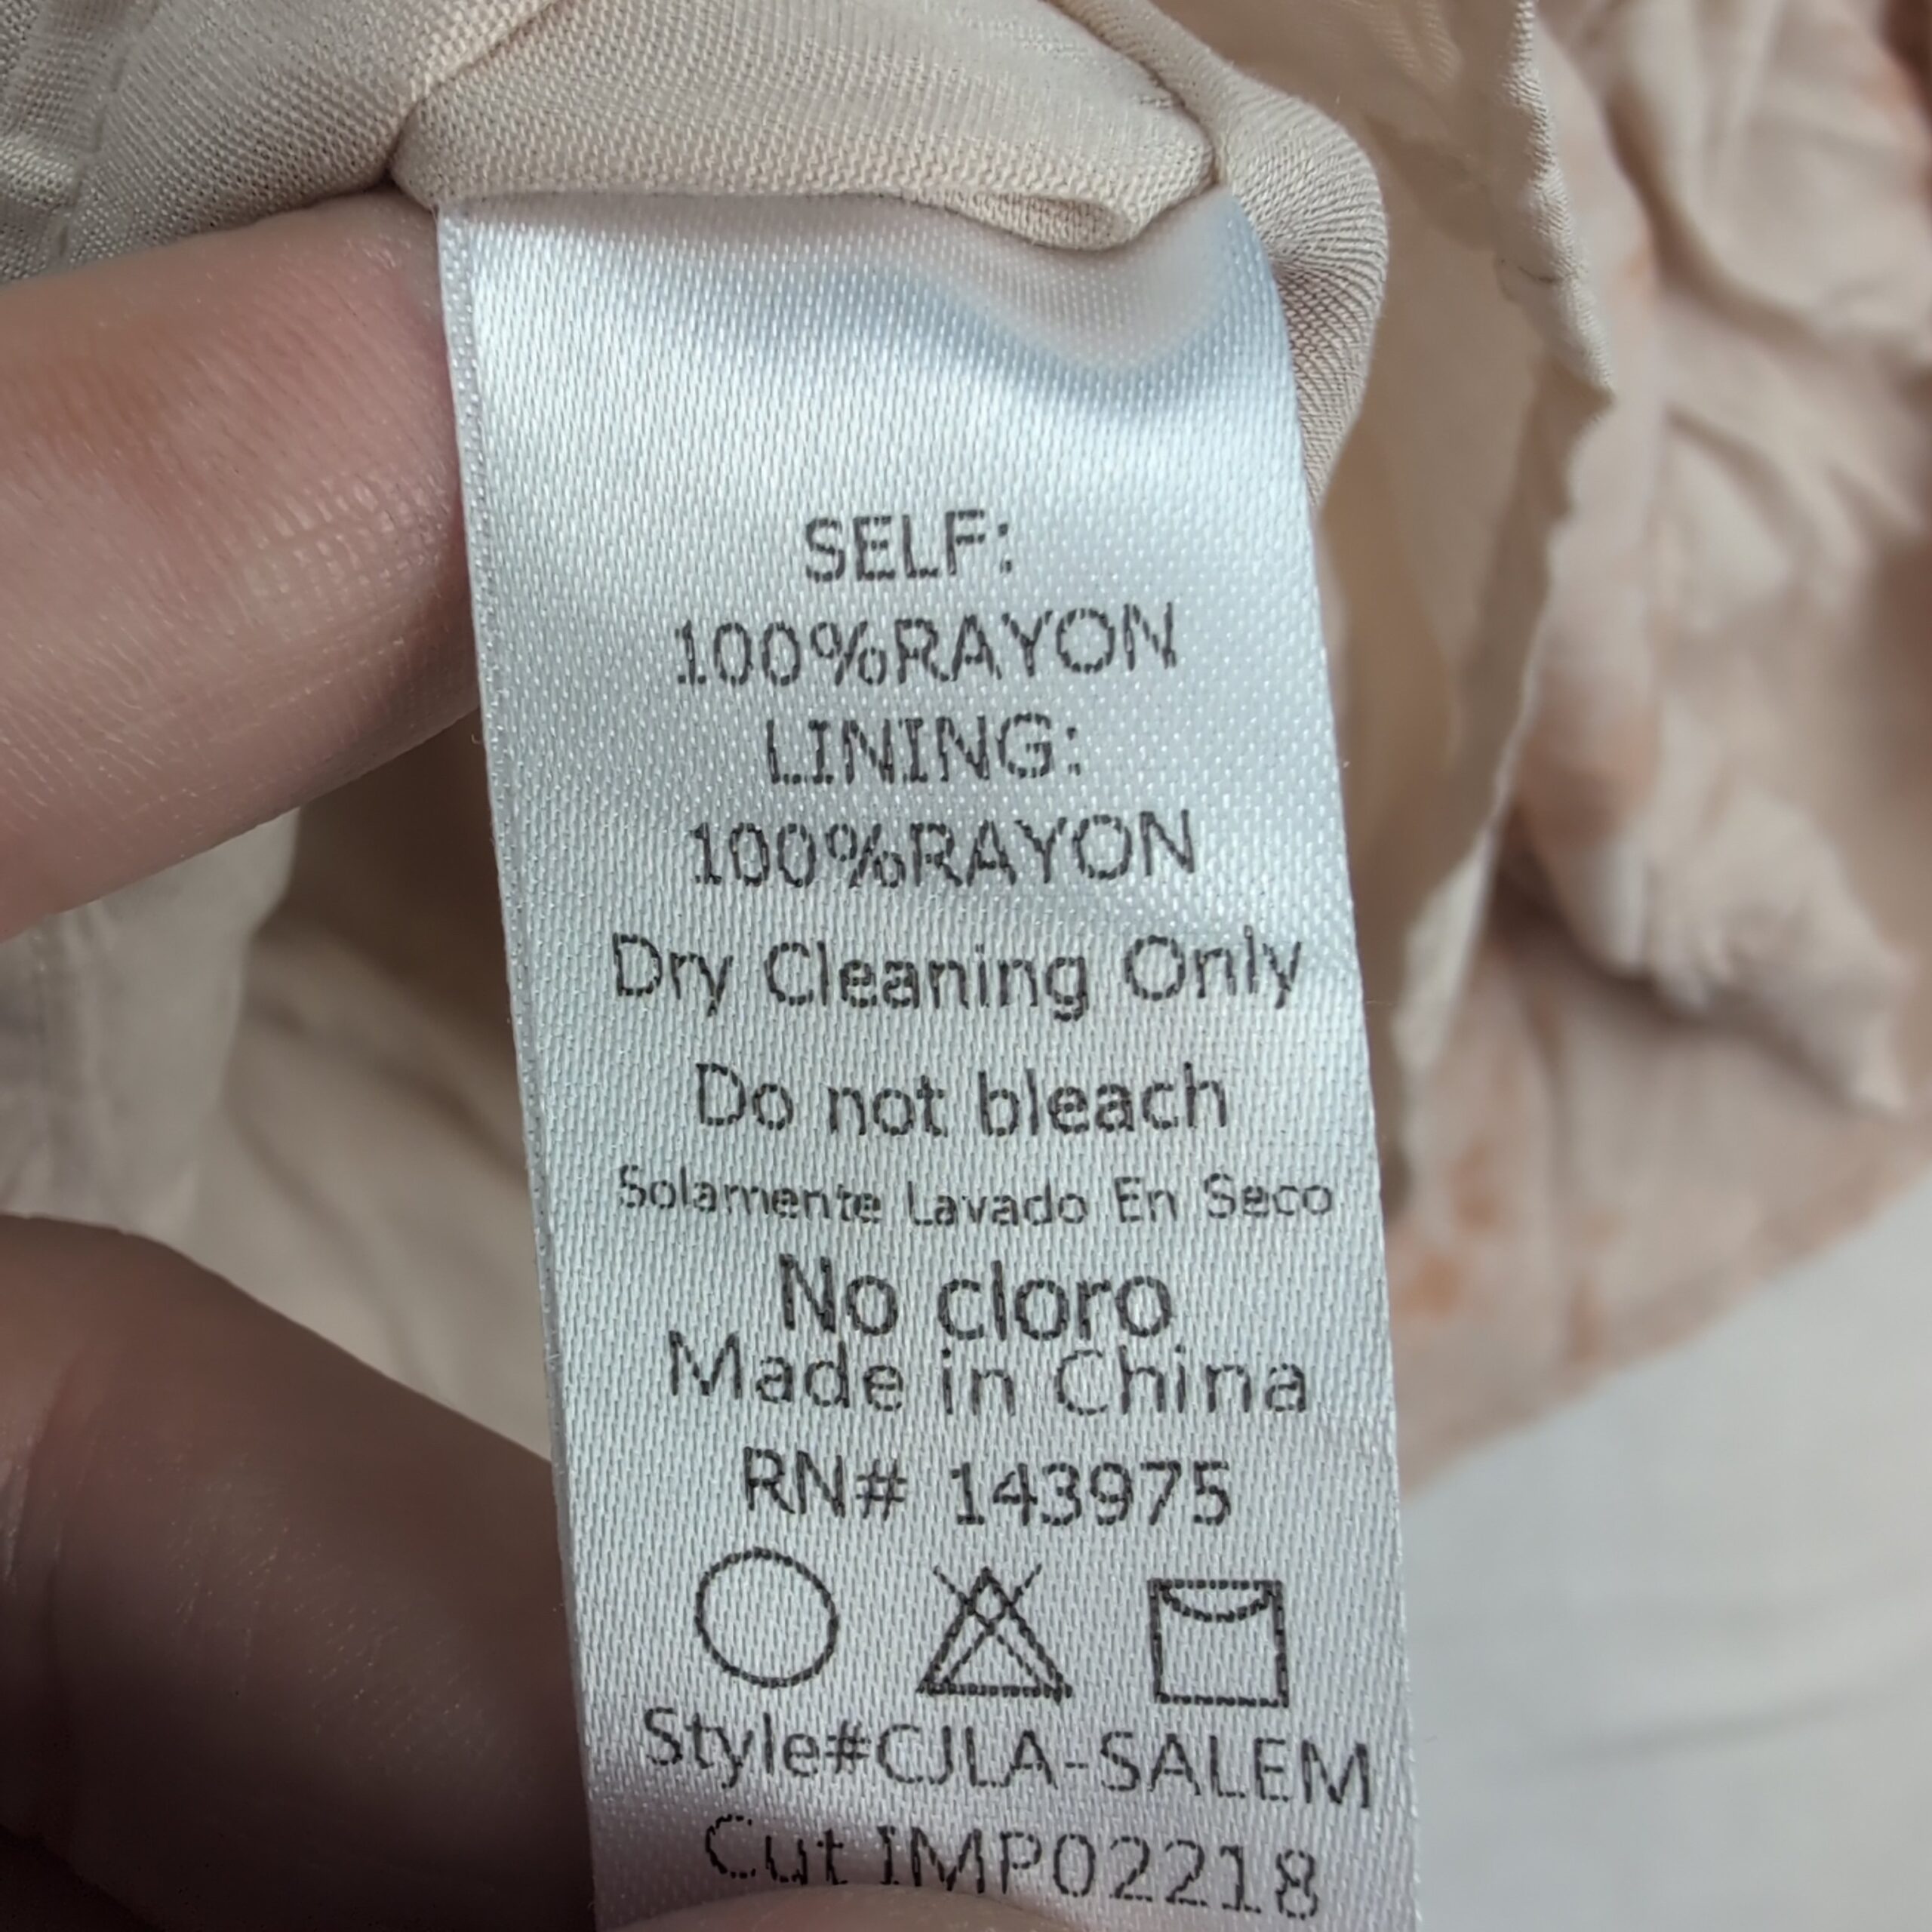 SELF:
100%RAYON
LINING:
100%RAYON
Dry Cleaning Only
Do not bleach
Solamente Lavado En Seco
No cloro
Made in China
RN# 143975
Style#CJLA-SALEM
Cut IMP02218